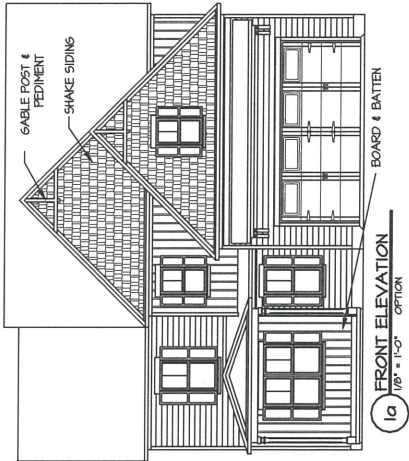 GABLE POST &
PEDIMENT
SHAKE SIDING
BOARD & BATTEN
1a
FRONT ELEVATION
1/8" = 1'-0" OPTION